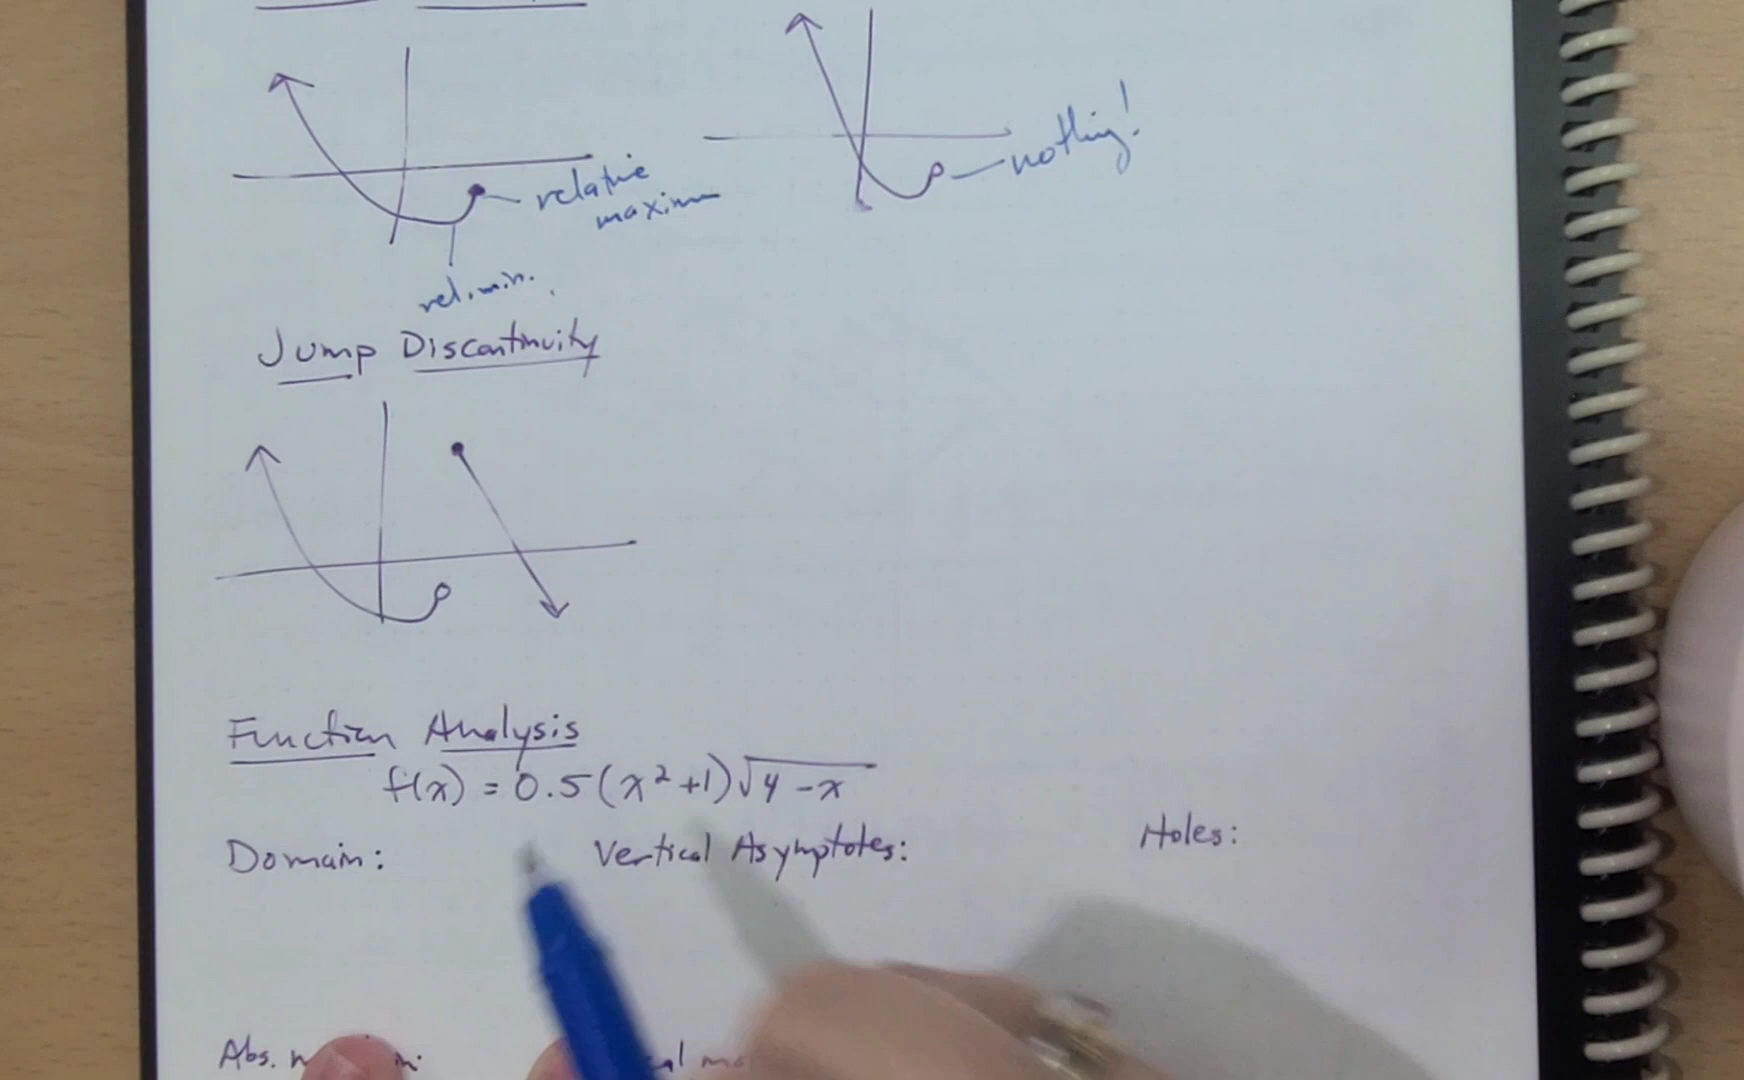 nothing!
relative
maximum
rel. min.
Jump Discontinuity
Function Analysis
f(x) = 0.5(x²+1)√4-x
Domain: Vertical Asymptotes: Holes:
Abs.